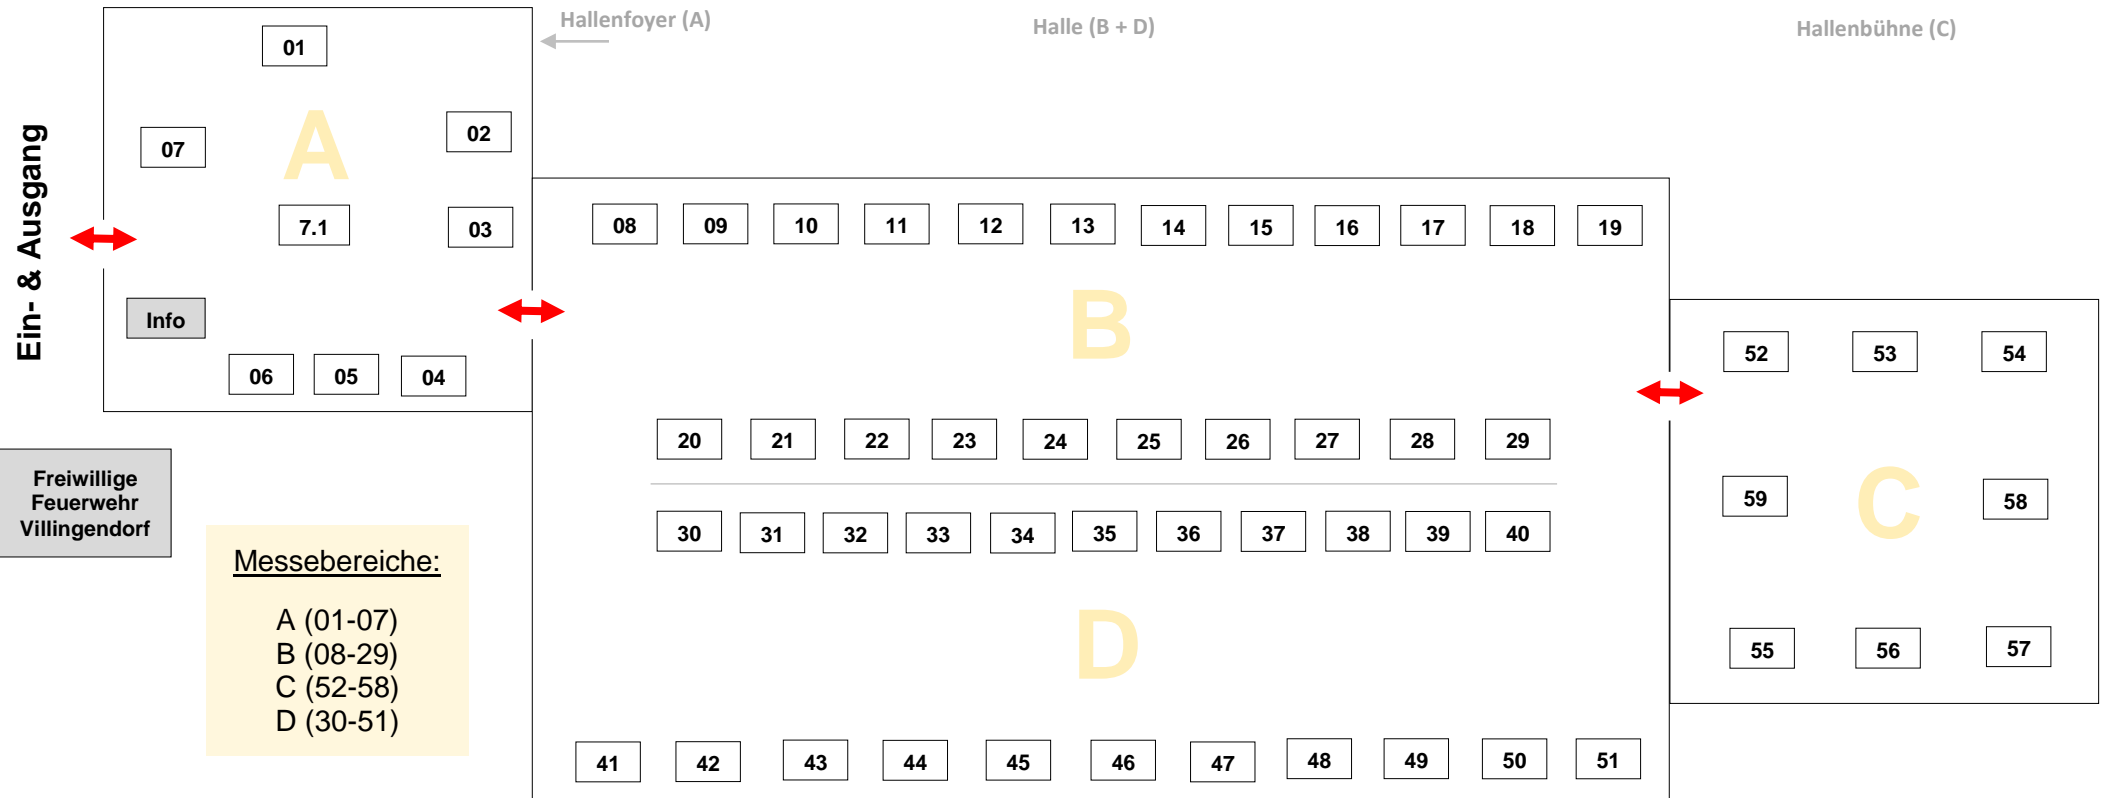 Hallenfoyer (A)
Halle (B + D)
Hallenbühne (C)
Ein- & Ausgang
01
A
07
02
7.1
03
Info
06 05 04
08 09 10 11 12 13 14 15 16 17 18 19
B
20 21 22 23 24 25 26 27 28 29
30 31 32 33 34 35 36 37 38 39 40
D
41 42 43 44 45 46 47 48 49 50 51
52 53 54
59
C
58
55 56 57
Freiwillige
Feuerwehr
Villingendorf
Messebereiche:
A (01-07)
B (08-29)
C (52-58)
D (30-51)